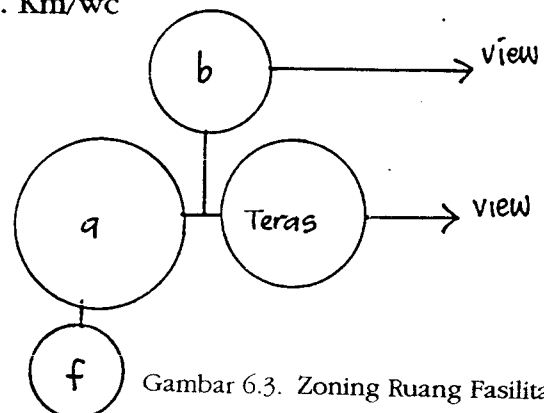 . Km/wc
b
view
a
Teras
view
f
Gambar 6.3. Zoning Ruang Fasilita